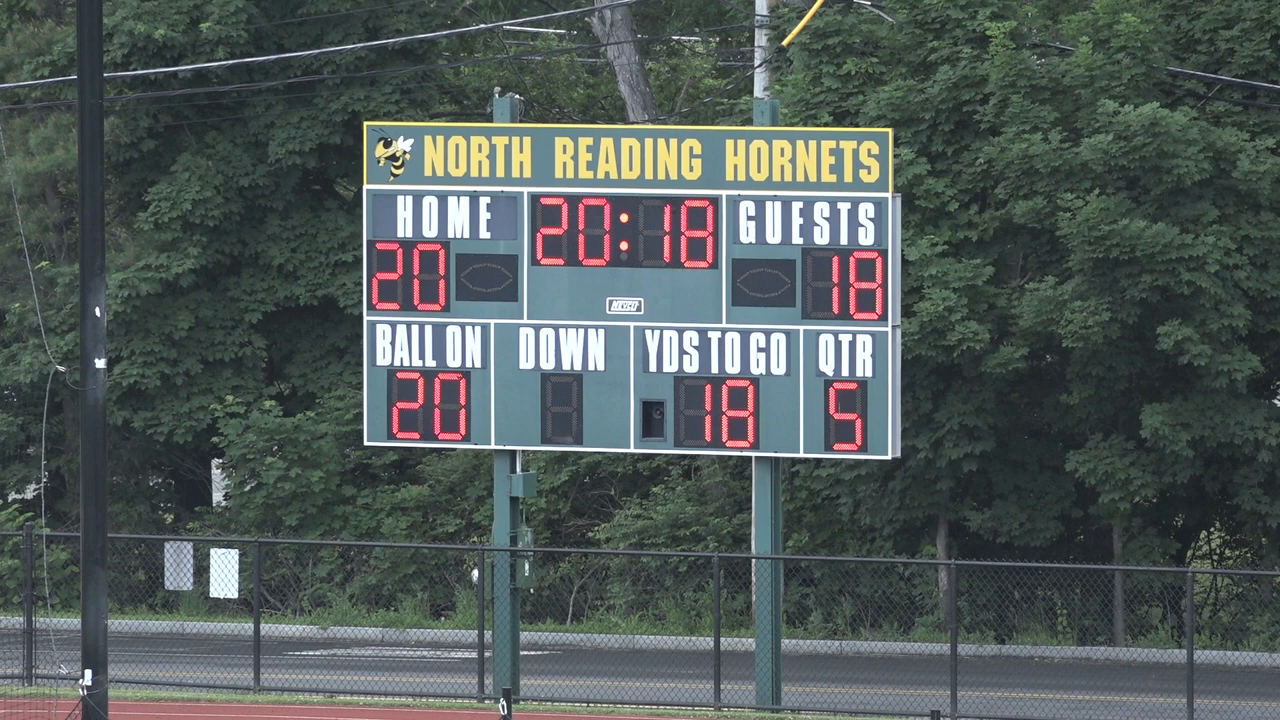 NORTH READING HORNETS
HOME 20:18 GUESTS
20 18
NEVCO
BALL ON DOWN YDS TO GO QTR
20 18 5